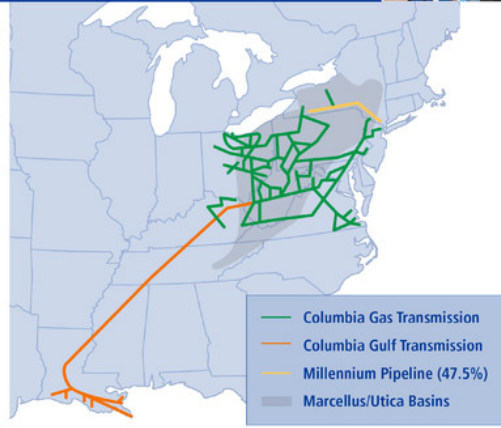 Columbia Gas Transmission
Columbia Gulf Transmission
Millennium Pipeline (47.5%)
Marcellus/Utica Basins